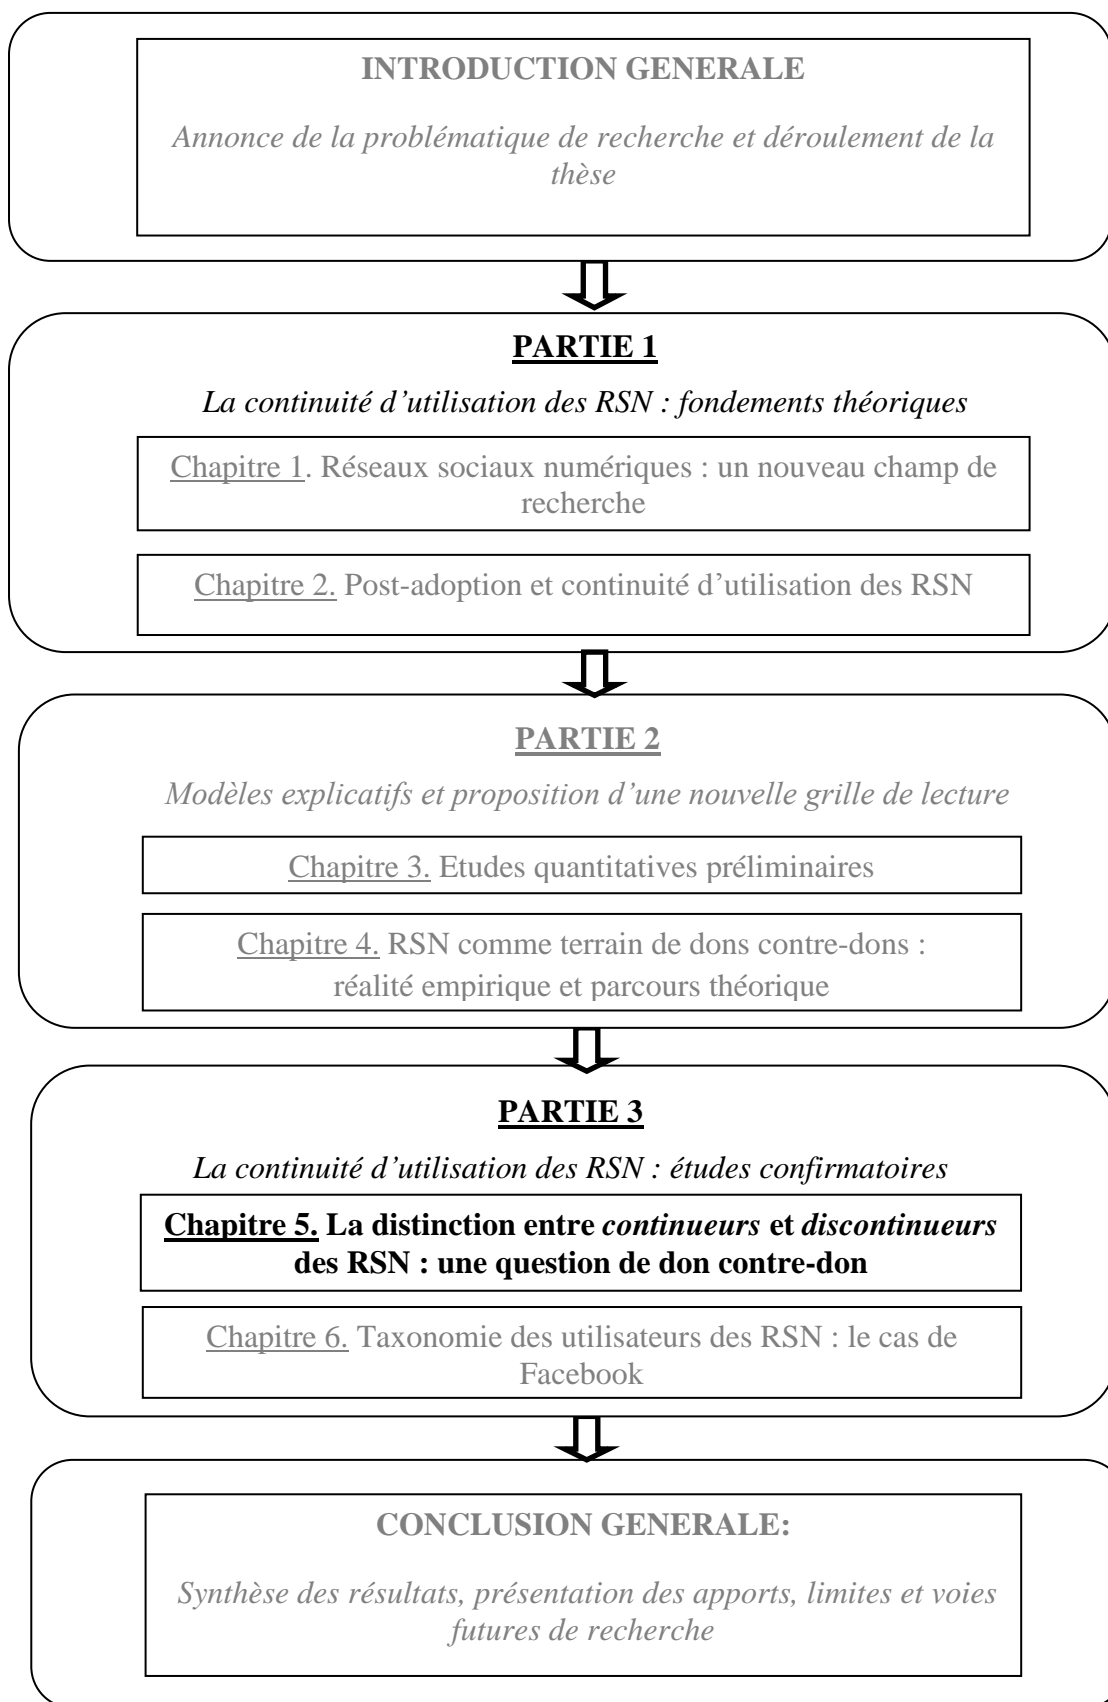 INTRODUCTION GENERALE
Annonce de la problématique de recherche et déroulement de la
thèse
PARTIE 1
La continuité d’utilisation des RSN : fondements théoriques
Chapitre 1. Réseaux sociaux numériques : un nouveau champ de
recherche
Chapitre 2. Post-adoption et continuité d’utilisation des RSN
PARTIE 2
Modèles explicatifs et proposition d’une nouvelle grille de lecture
Chapitre 3. Etudes quantitatives préliminaires
Chapitre 4. RSN comme terrain de dons contre-dons :
réalité empirique et parcours théorique
PARTIE 3
La continuité d’utilisation des RSN : études confirmatoires
Chapitre 5. La distinction entre continueurs et discontinueurs
des RSN : une question de don contre-don
Chapitre 6. Taxonomie des utilisateurs des RSN : le cas de
Facebook
CONCLUSION GENERALE:
Synthèse des résultats, présentation des apports, limites et voies
futures de recherche